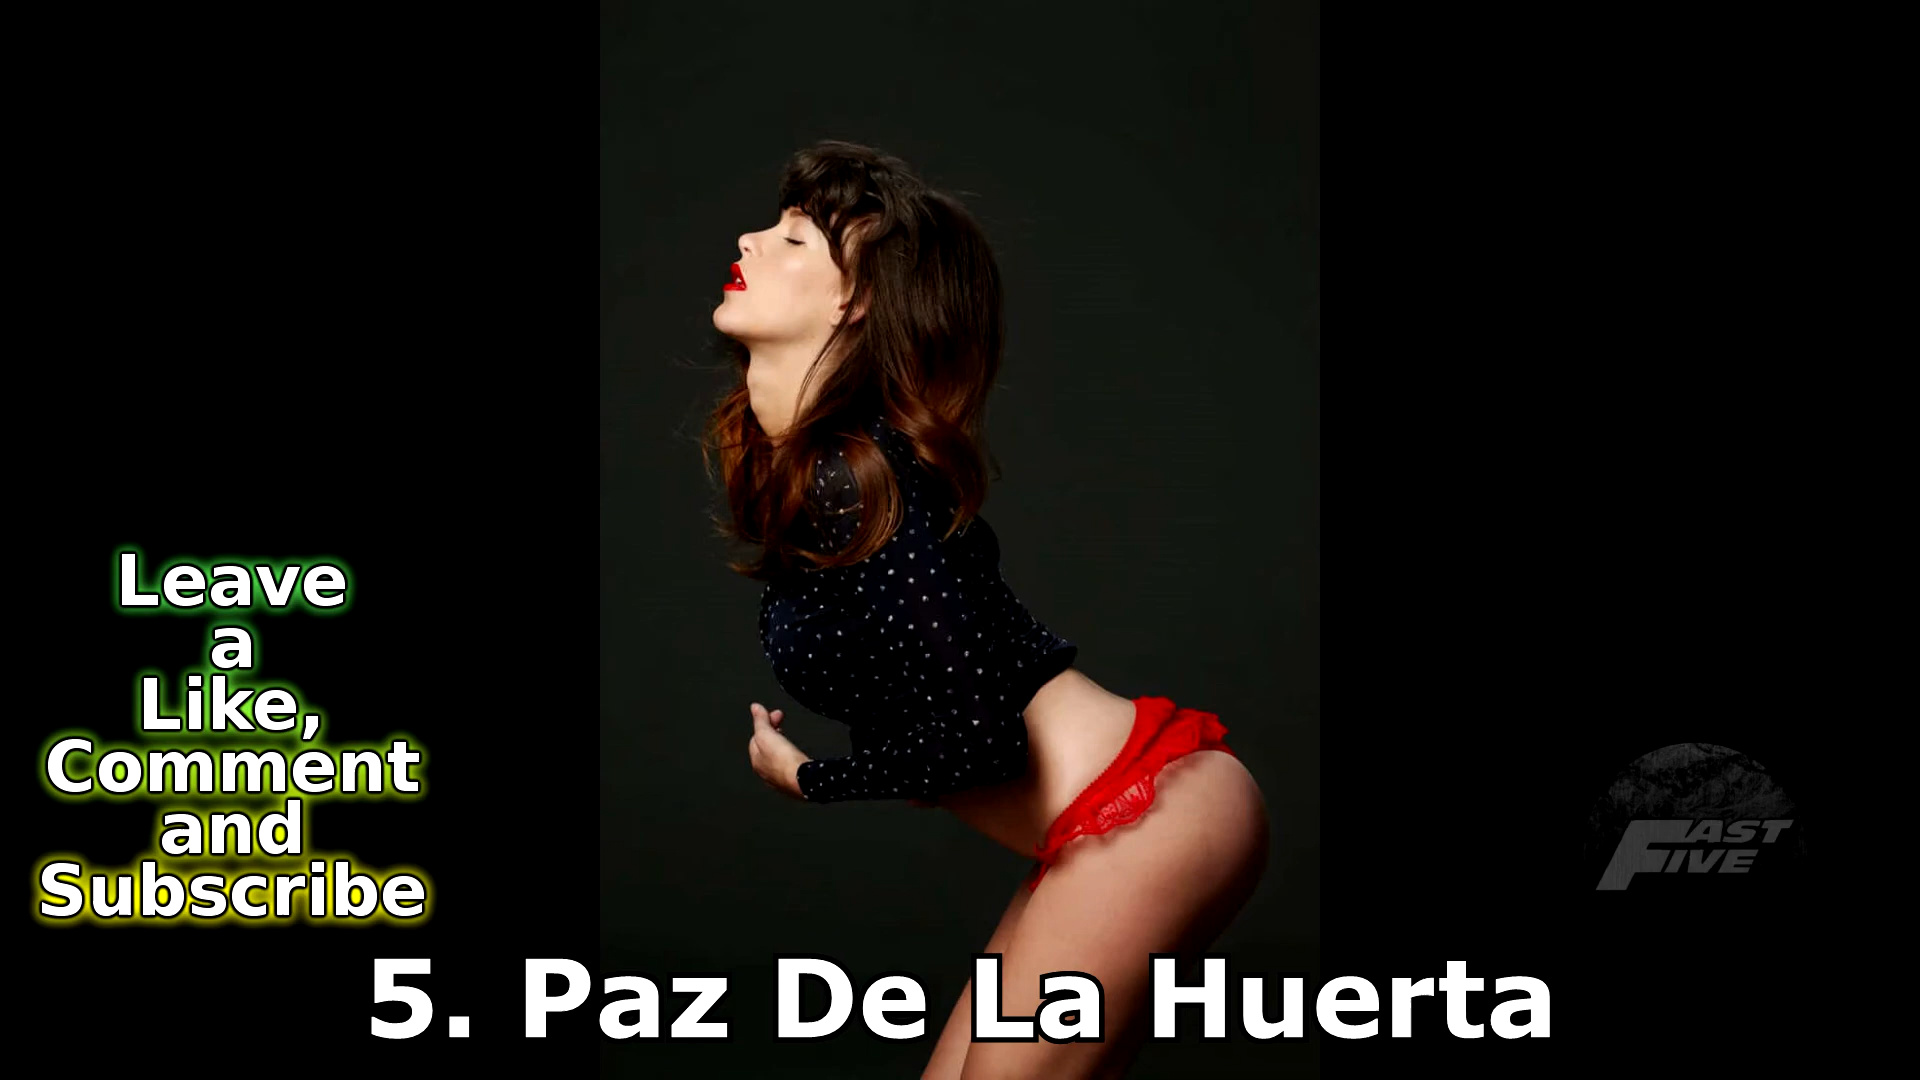 Leave
a
Like,
Comment
and
Subscribe
FAST
FIVE
5. Paz De La Huerta